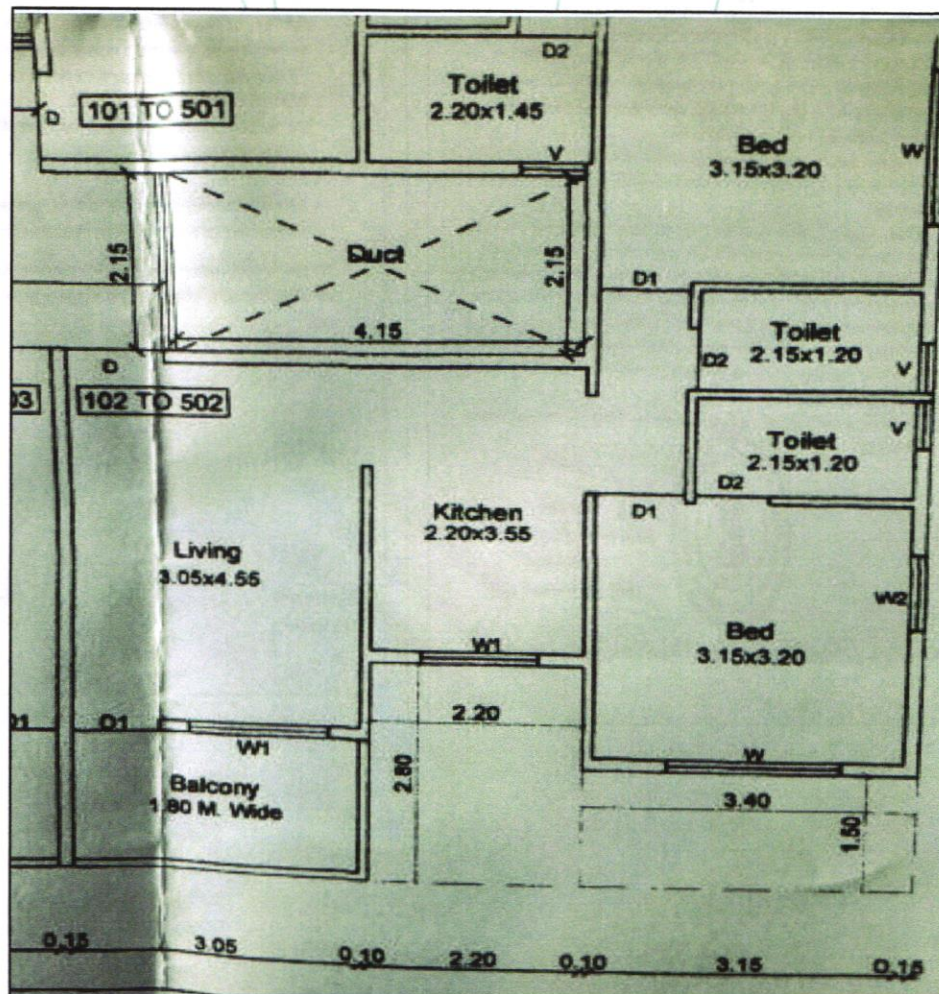 D2
Toilet
2.20x1.45
D
101 TO 501
V
Bed
3.15x3.20
W
2.15
Duct
2.15
4.15
D1
Toilet
2.15x1.20
D2
V
D
03
102 TO 502
Toilet
2.15x1.20
V
D2
D1
Kitchen
2.20x3.55
Living
3.05x4.55
W2
Bed
3.15x3.20
W1
2.20
D1
D1
W1
W
2.80
Balcony
1.80 M. Wide
3.40
1.50
0.15
3.05
0.10
2.20
0.10
3.15
0.15